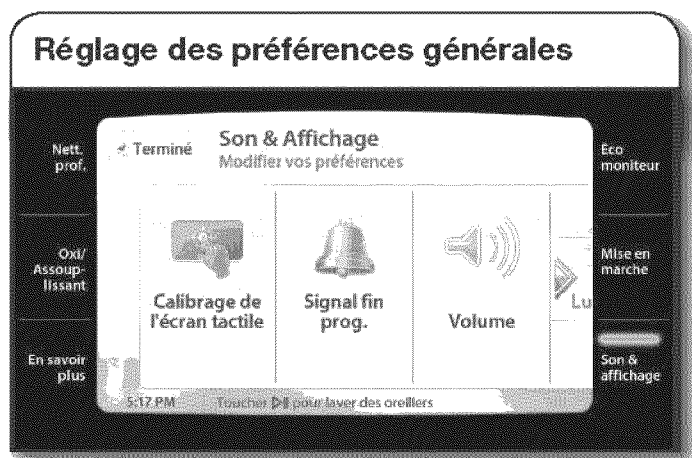 Réglage des préférences générales
Nett.
prof.
Oxi/
Assoup-
lissant
En savoir
plus
Terminé
Son & Affichage
Modifier vos préférences
Calibrage de
l'écran tactile
Signal fin
prog.
Volume
Lu
5:17 PM
Toucher ▷|| pour laver des oreillers
Eco
moniteur
Mise en
marche
Son &
affichage